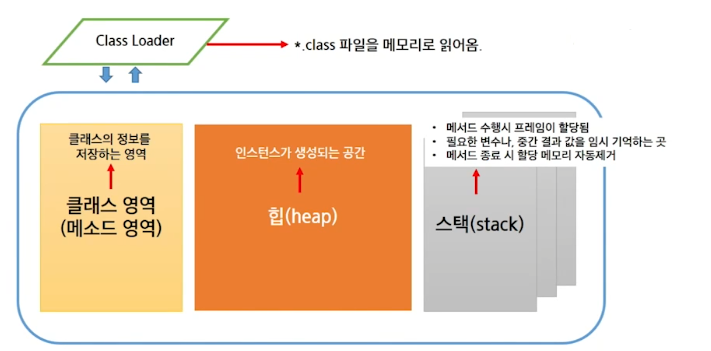 Class Loader
*.class 파일을 메모리로 읽어옴.
클래스의 정보를
저장하는 영역
클래스 영역
(메소드 영역)
인스턴스가 생성되는 공간
힙(heap)
• 메서드 수행시 프레임이 할당됨
• 필요한 변수나, 중간 결과 값을 임시 기억하는 곳
• 메서드 종료 시 할당 메모리 자동제거
스택(stack)